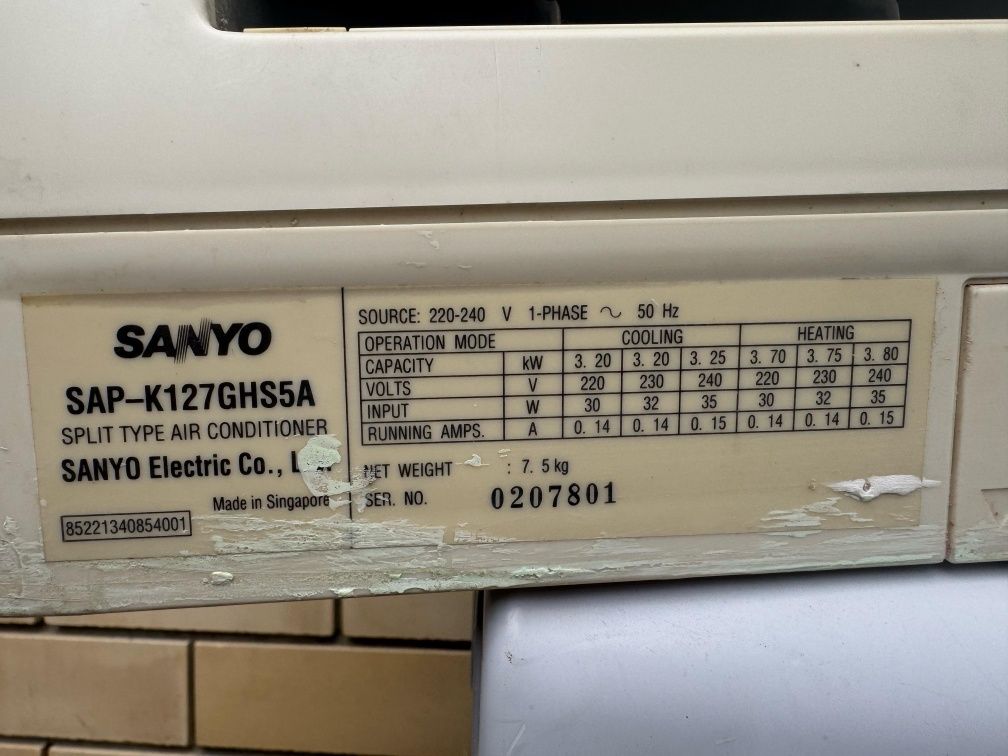 SANYO
SAP-K127GHS5A
SPLIT TYPE AIR CONDITIONER
SANYO Electric Co.,
Made in Singapore
85221340854001
SOURCE: 220-240 V 1-PHASE ~ 50 Hz
OPERATION MODE COOLING HEATING
CAPACITY kW 3. 20 3. 20 3. 25 3. 70 3. 75 3. 80
VOLTS V 220 230 240 220 230 240
INPUT W 30 32 35 30 32 35
RUNNING AMPS. A 0. 14 0. 14 0. 15 0. 14 0. 14 0. 15
NET WEIGHT : 7. 5 kg
SER. NO. 0207801